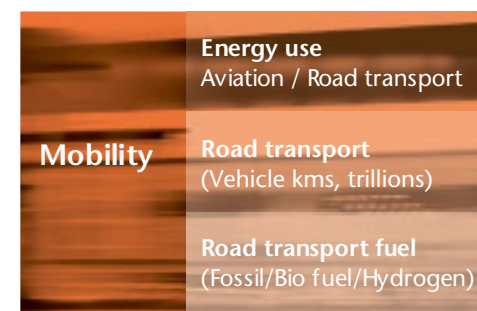 Mobility
Energy use
Aviation / Road transport
Road transport
(Vehicle kms, trillions)
Road transport fuel
(Fossil/Bio fuel/Hydrogen)